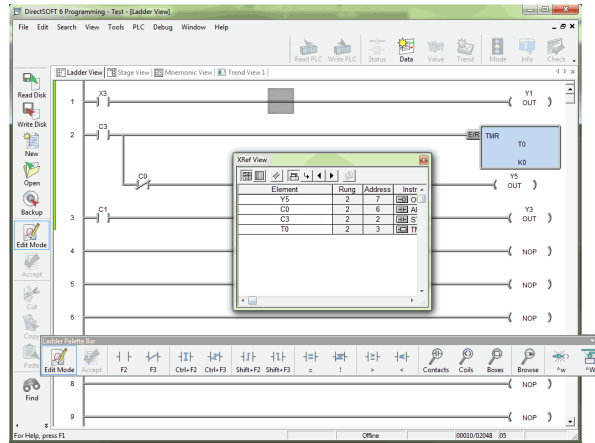 DirectSOFT 6 Programming - Test - [Ladder View]
File Edit Search View Tools PLC Debug Window Help
Read PLC Write PLC Status Data Value Trend Mode Info Check
Ladder View Stage View Mnemonic View Trend View 1
Read Disk
Write Disk
New
Open
Backup
Edit Mode
Accept
Cut
Copy
Paste
Find
1 X3 Y1
OUT
2 C3 E/R TMR
T0
K0
C0 Y5
OUT
3 C1 Y3
OUT
4 NOP
5 NOP
6 NOP
XRef View
Element Rung Address Instr
Y5 2 7
C0 2 6
C3 2 2
T0 2 3
Ladder Palette Bar
Edit Mode Accept F2 F3 Ctrl+F2 Ctrl+F3 Shift+F2 Shift+F3 = ! > < Contacts Coils Boxes Browse ^w ^W
8 NOP
9 NOP
For Help, press F1 Offline 00010/02048 05